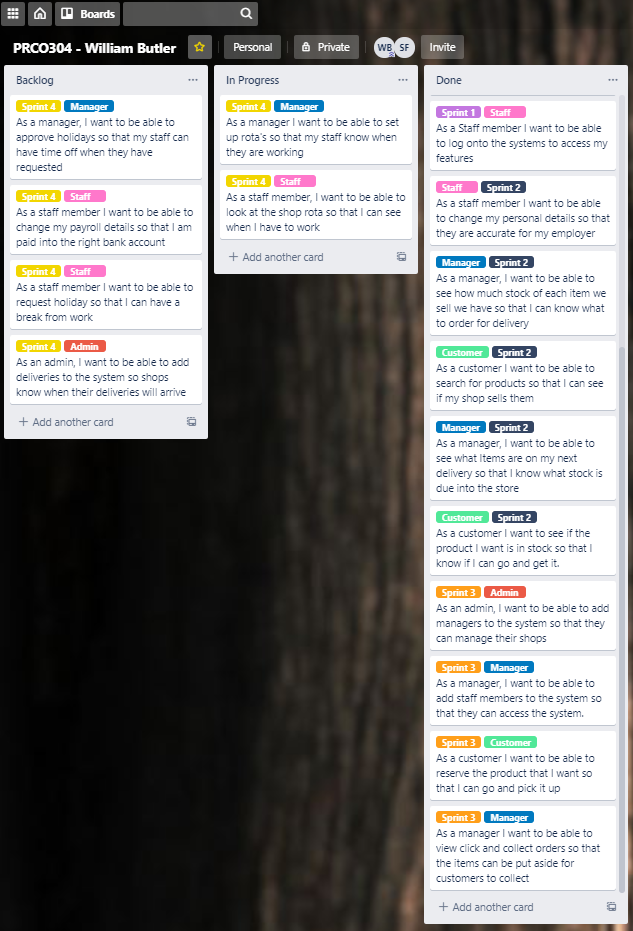 Boards
PRCO304 - William Butler
Personal
Private
WB
SF
Invite
Backlog
Sprint 4 Manager
As a manager, I want to be able to
approve holidays so that my staff can
have time off when they have
requested
Sprint 4 Staff
As a staff member I want to be able to
change my payroll details so that I am
paid into the right bank account
Sprint 4 Staff
As a staff member I want to be able to
request holiday so that I can have a
break from work
Sprint 4 Admin
As an admin, I want to be able to add
deliveries to the system so shops
know when their deliveries will arrive
+ Add another card
In Progress
Sprint 4 Manager
As a manager I want to be able to set
up rota's so that my staff know when
they are working
Sprint 4 Staff
As a staff member, I want to be able to
look at the shop rota so that I can see
when I have to work
+ Add another card
Done
Sprint 1 Staff
As a Staff member I want to be able
to log onto the systems to access my
features
Staff Sprint 2
As a staff member I want to be able
to change my personal details so that
they are accurate for my employer
Manager Sprint 2
As a manager, I want to be able to
see how much stock of each item we
sell we have so that I can know what
to order for delivery
Customer Sprint 2
As a customer I want to be able to
search for products so that I can see
if my shop sells them
Manager Sprint 2
As a manager, I want to be able to
see what Items are on my next
delivery so that I know what stock is
due into the store
Customer Sprint 2
As a customer I want to see if the
product I want is in stock so that I
know if I can go and get it.
Sprint 3 Admin
As an admin, I want to be able to add
managers to the system so that they
can manage their shops
Sprint 3 Manager
As a manager, I want to be able to
add staff members to the system so
that they can access the system.
Sprint 3 Customer
As a customer I want to be able to
reserve the product that I want so
that I can go and pick it up
Sprint 3 Manager
As a manager I want to be able to
view click and collect orders so that
the items can be put aside for
customers to collect
+ Add another card